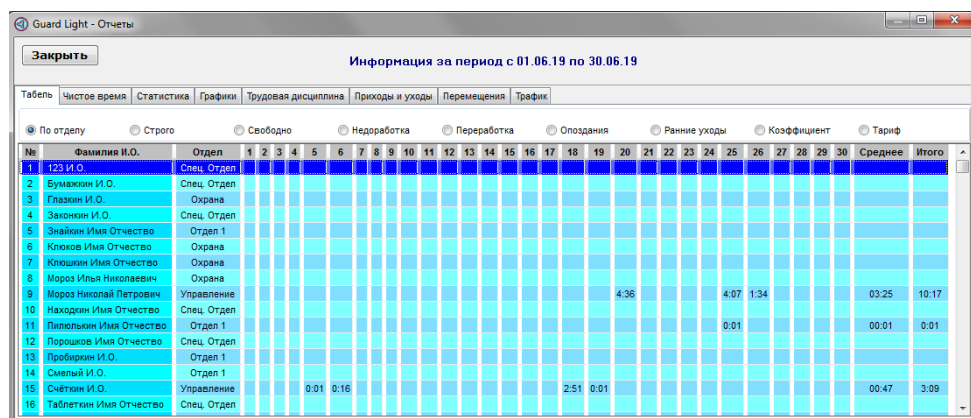 Guard Light - Отчеты
Закрыть
Информация за период с 01.06.19 по 30.06.19
Табель Чистое время Статистика Графики Трудовая дисциплина Приходы и уходы Перемещения Трафик
По отделу Строго Свободно Недоработка Переработка Опоздания Ранние уходы Коэффициент Тариф
№ Фамилия И.О. Отдел 1 2 3 4 5 6 7 8 9 10 11 12 13 14 15 16 17 18 19 20 21 22 23 24 25 26 27 28 29 30 Среднее Итого
1 123 И.О. Спец. Отдел
2 Бумажкин И.О. Спец. Отдел
3 Глазкин И.О. Охрана
4 Законкин И.О. Спец. Отдел
5 Знайкин Имя Отчество Отдел 1
6 Клюков Имя Отчество Охрана
7 Клюшкин Имя Отчество Охрана
8 Мороз Илья Николаевич Охрана
9 Мороз Николай Петрович Управление 4:36 4:07 1:34 03:25 10:17
10 Находкин Имя Отчество Спец. Отдел
11 Пилюлькин Имя Отчество Отдел 1 0:01 00:01 0:01
12 Порошков Имя Отчество Спец. Отдел
13 Пробиркин И.О. Отдел 1
14 Смелый И.О. Отдел 1
15 Счёткин И.О. Управление 0:01 0:16 2:51 0:01 00:47 3:09
16 Таблеткин Имя Отчество Спец. Отдел